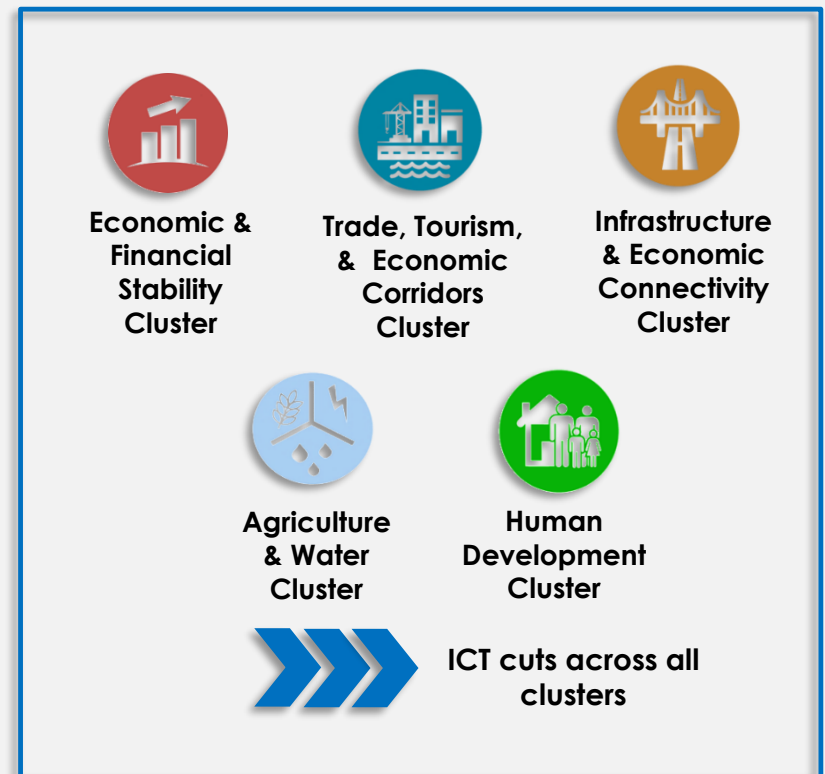 Economic &
Financial
Stability
Cluster
Trade, Tourism,
& Economic
Corridors
Cluster
Infrastructure
& Economic
Connectivity
Cluster
Agriculture
& Water
Cluster
Human
Development
Cluster
ICT cuts across all
clusters